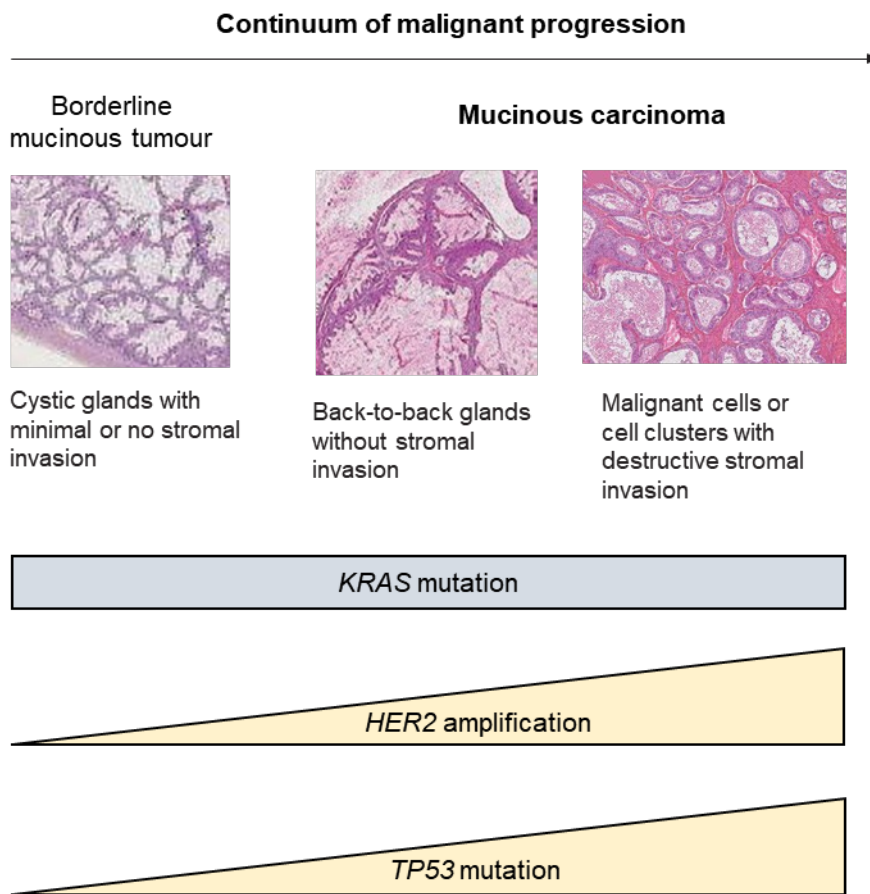 Continuum of malignant progression
Borderline
mucinous tumour
Mucinous carcinoma
Cystic glands with
minimal or no stromal
invasion
Back-to-back glands
without stromal
invasion
Malignant cells or
cell clusters with
destructive stromal
invasion
KRAS mutation
HER2 amplification
TP53 mutation